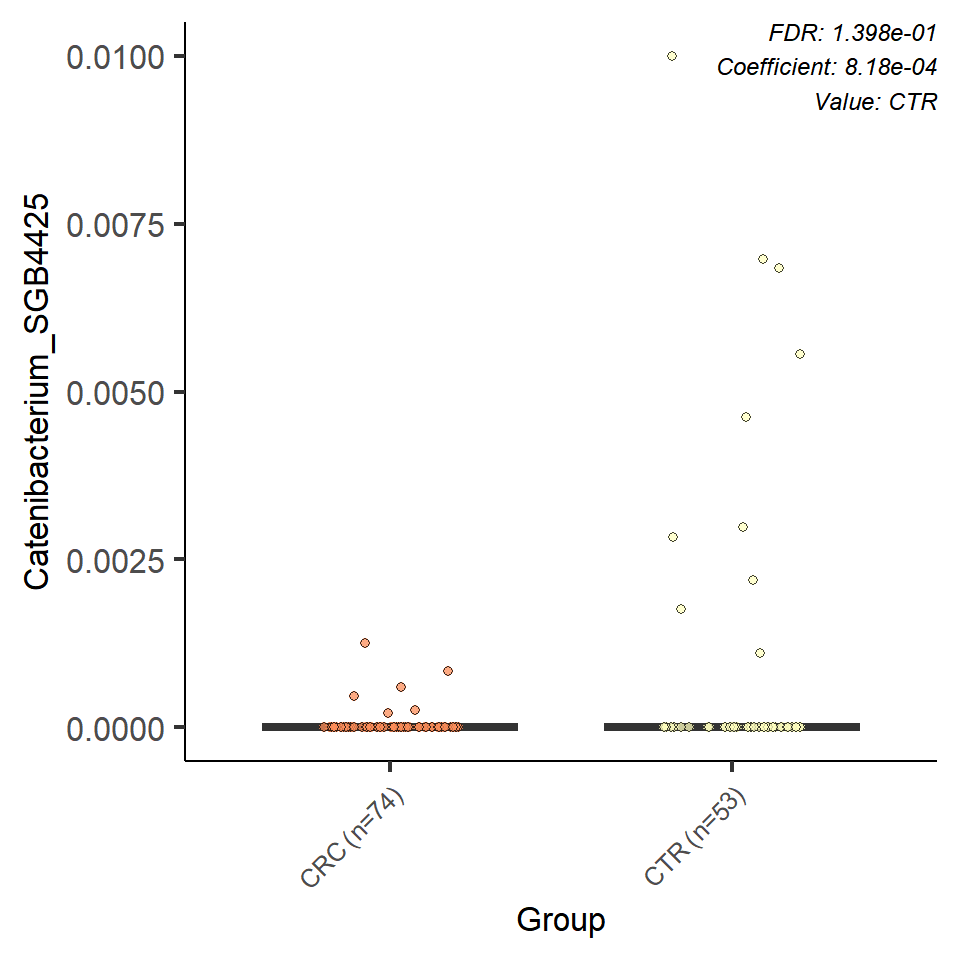 FDR: 1.398e-01
Coefficient: 8.18e-04
Value: CTR
0.0100
0.0075
0.0050
0.0025
0.0000
Catenibacterium_SGB4425
CRC (n=74)
CTR (n=53)
Group